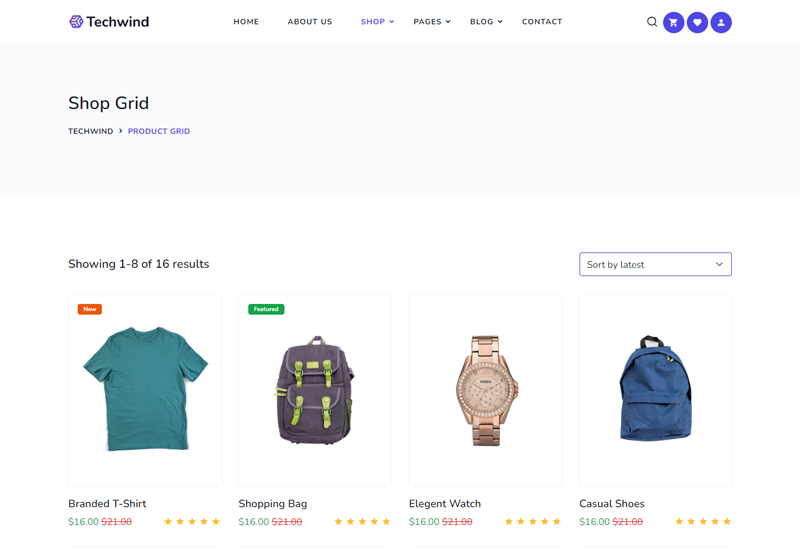 Techwind
HOME ABOUT US SHOP PAGES BLOG CONTACT
Shop Grid
TECHWIND > PRODUCT GRID
Showing 1-8 of 16 results
Sort by latest
New
Featured
FOSSIL
Branded T-Shirt
$16.00 $21.00
Shopping Bag
$16.00 $21.00
Elegent Watch
$16.00 $21.00
Casual Shoes
$16.00 $21.00